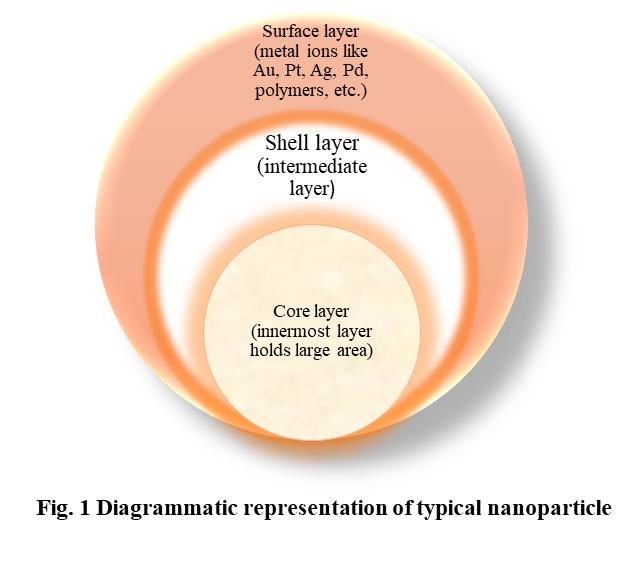 Surface layer
(metal ions like
Au, Pt, Ag, Pd,
polymers, etc.)
Shell layer
(intermediate
layer)
Core layer
(innermost layer
holds large area)
Fig. 1 Diagrammatic representation of typical nanoparticle